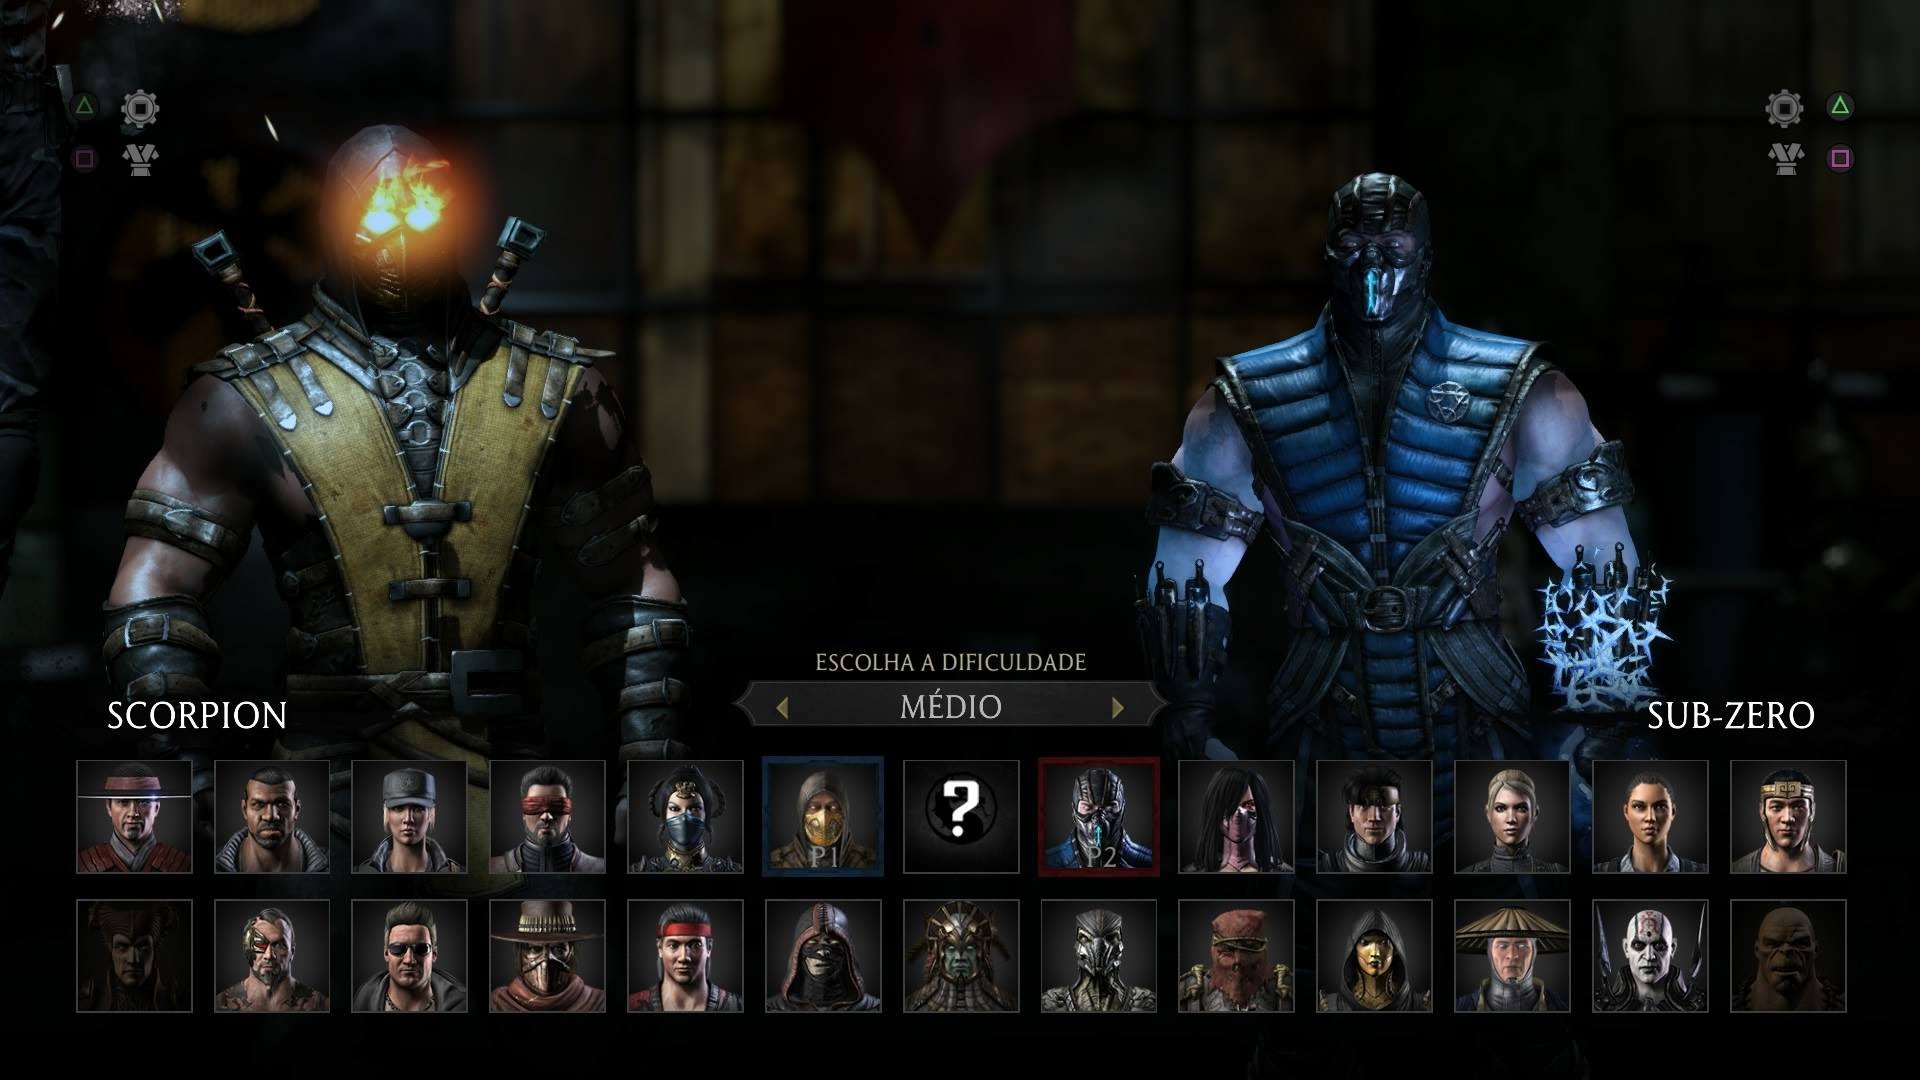 ESCOLHA A DIFICULDADE
MÉDIO
SCORPION
SUB-ZERO
P1
?
P2